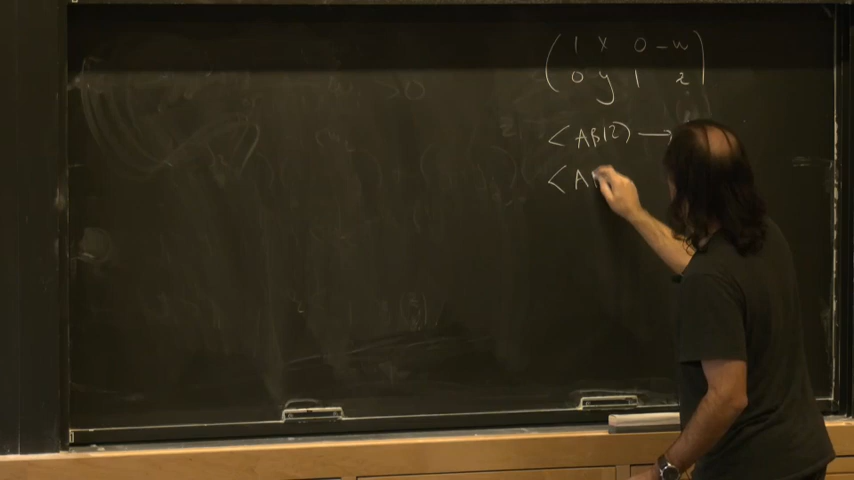 ( 1 x 0 -w )
( 0 y 1 z )
<AB12) →
<A